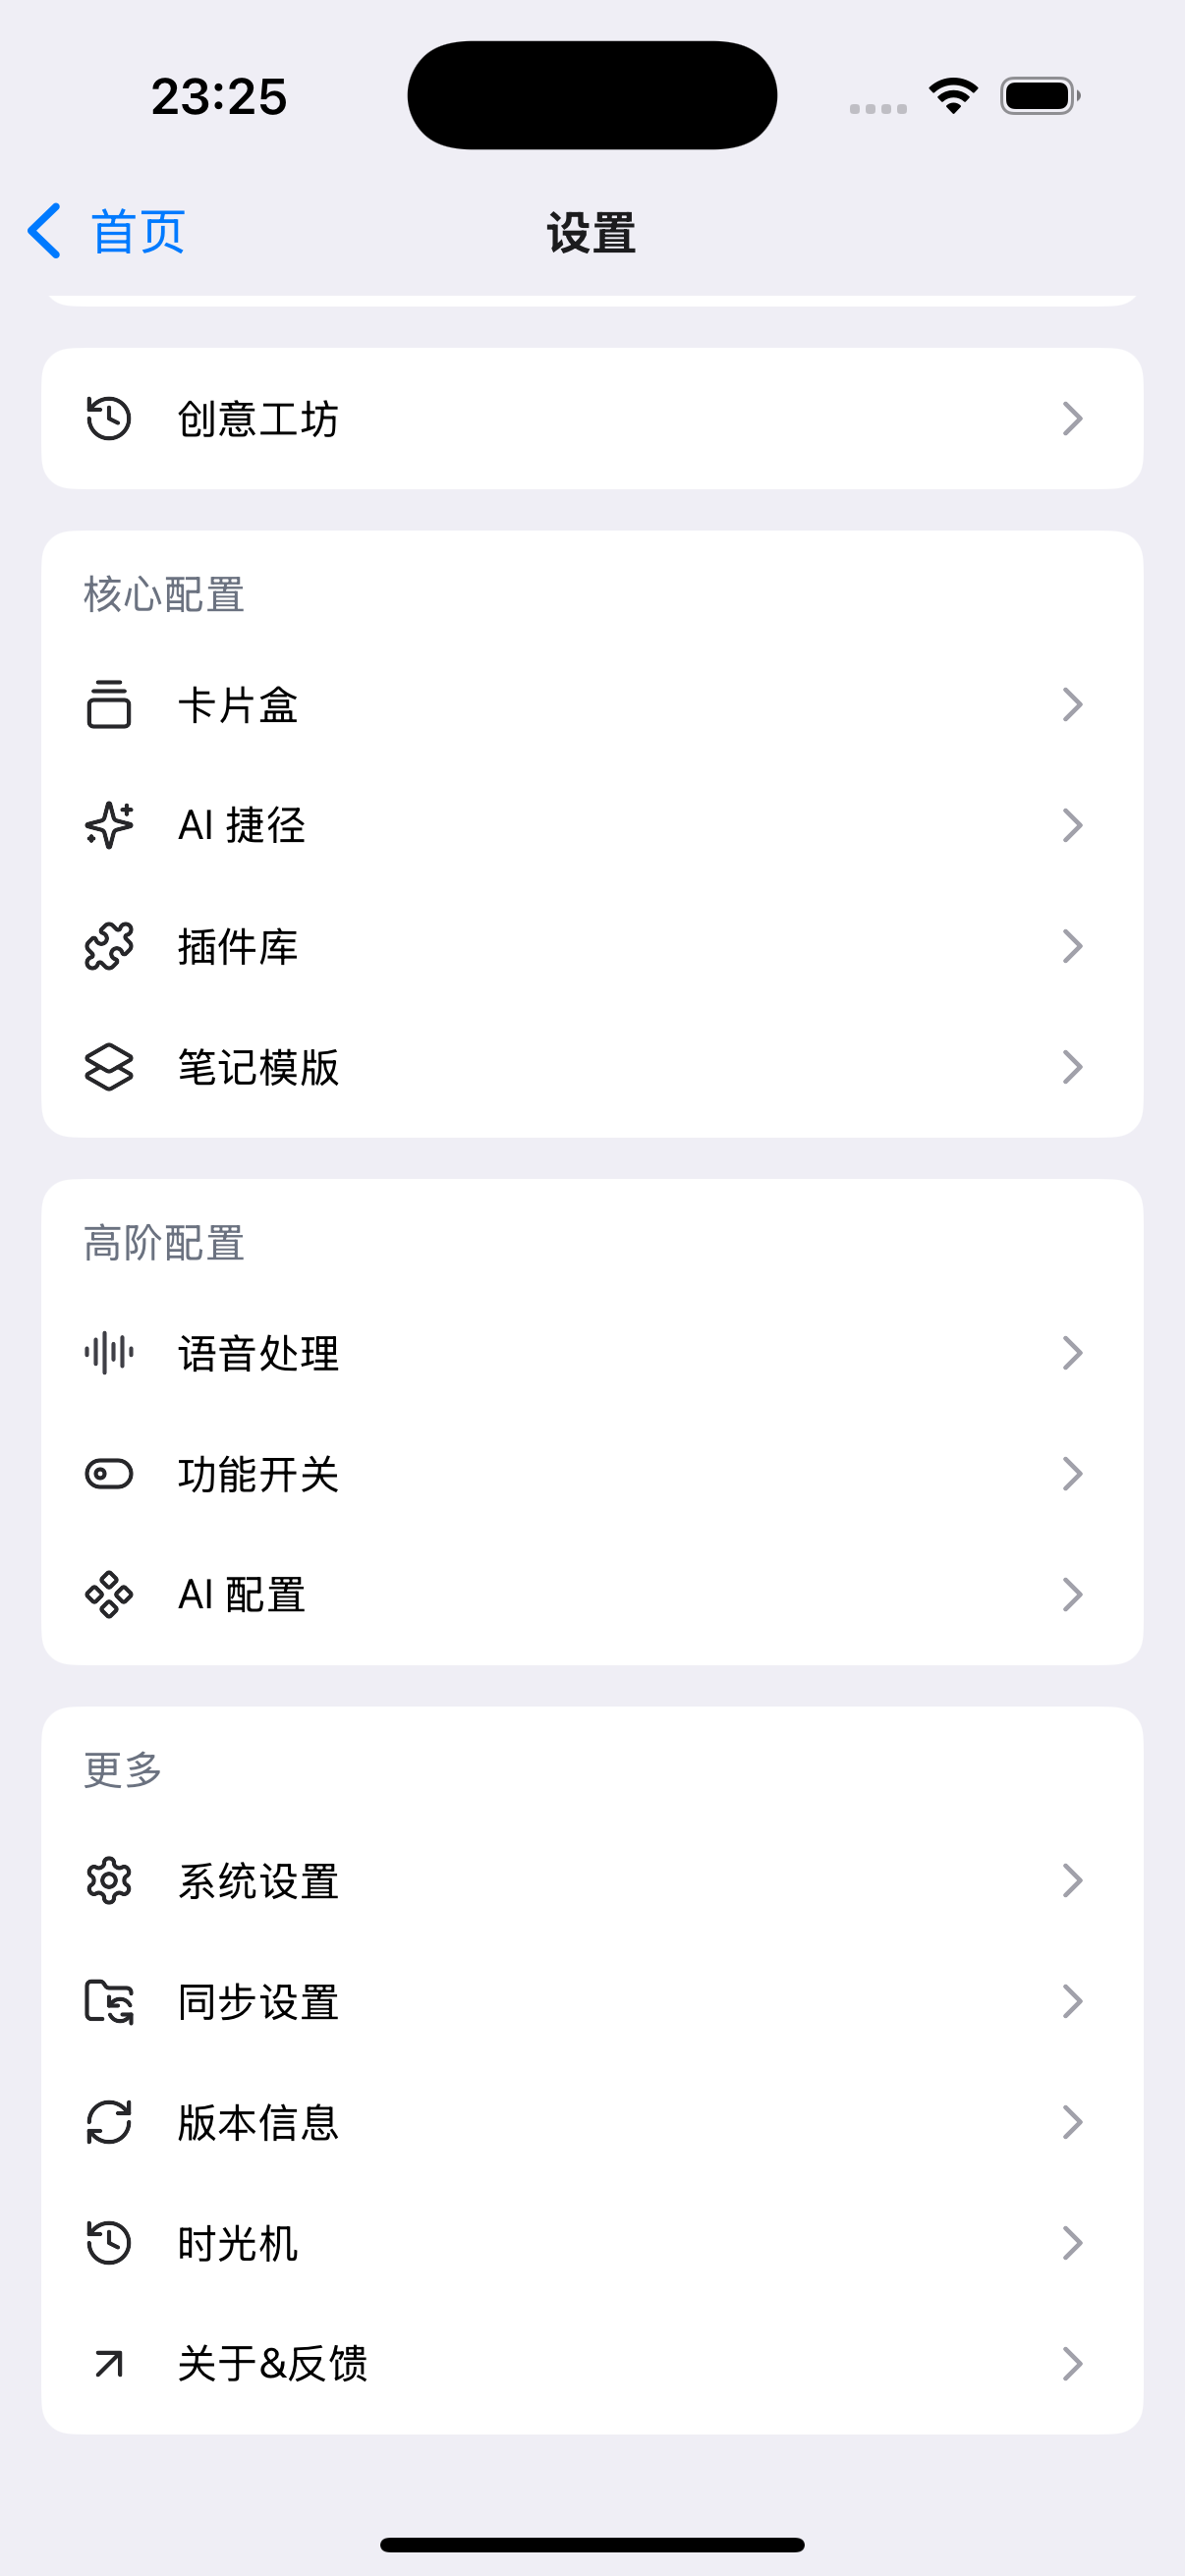 23:25
首页
设置
创意工坊
核心配置
卡片盒
AI 捷径
插件库
笔记模版
高阶配置
语音处理
功能开关
AI 配置
更多
系统设置
同步设置
版本信息
时光机
关于&反馈